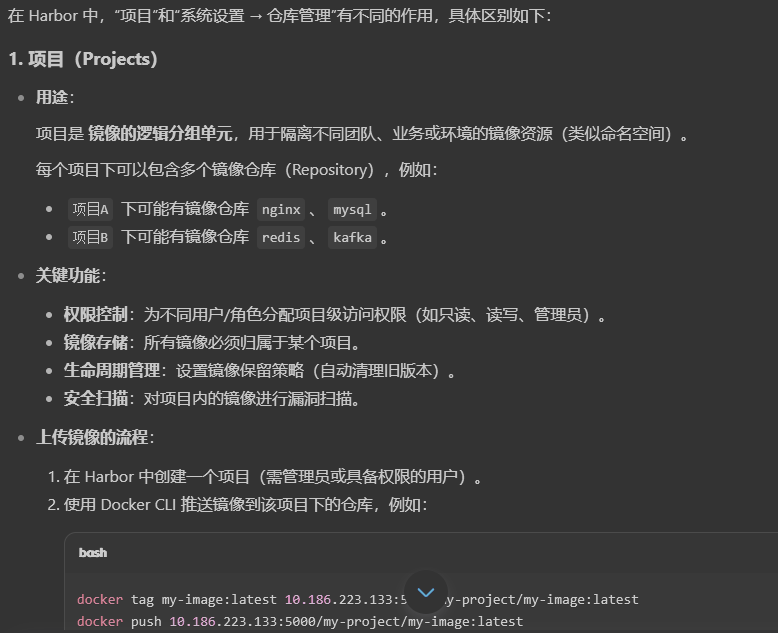 在 Harbor 中，“项目”和“系统设置 → 仓库管理”有不同的作用，具体区别如下：
1. 项目（Projects）
用途：
项目是 镜像的逻辑分组单元，用于隔离不同团队、业务或环境的镜像资源（类似命名空间）。
每个项目下可以包含多个镜像仓库（Repository），例如：
项目A 下可能有镜像仓库 nginx 、 mysql 。
项目B 下可能有镜像仓库 redis 、 kafka 。
关键功能：
权限控制：为不同用户/角色分配项目级访问权限（如只读、读写、管理员）。
镜像存储：所有镜像必须归属于某个项目。
生命周期管理：设置镜像保留策略（自动清理旧版本）。
安全扫描：对项目内的镜像进行漏洞扫描。
上传镜像的流程：
1. 在 Harbor 中创建一个项目（需管理员或具备权限的用户）。
2. 使用 Docker CLI 推送镜像到该项目下的仓库，例如：
bash
docker tag my-image:latest 10.186.223.133:5 y-project/my-image:latest
docker push 10.186.223.133:5000/my-project/my-image:latest